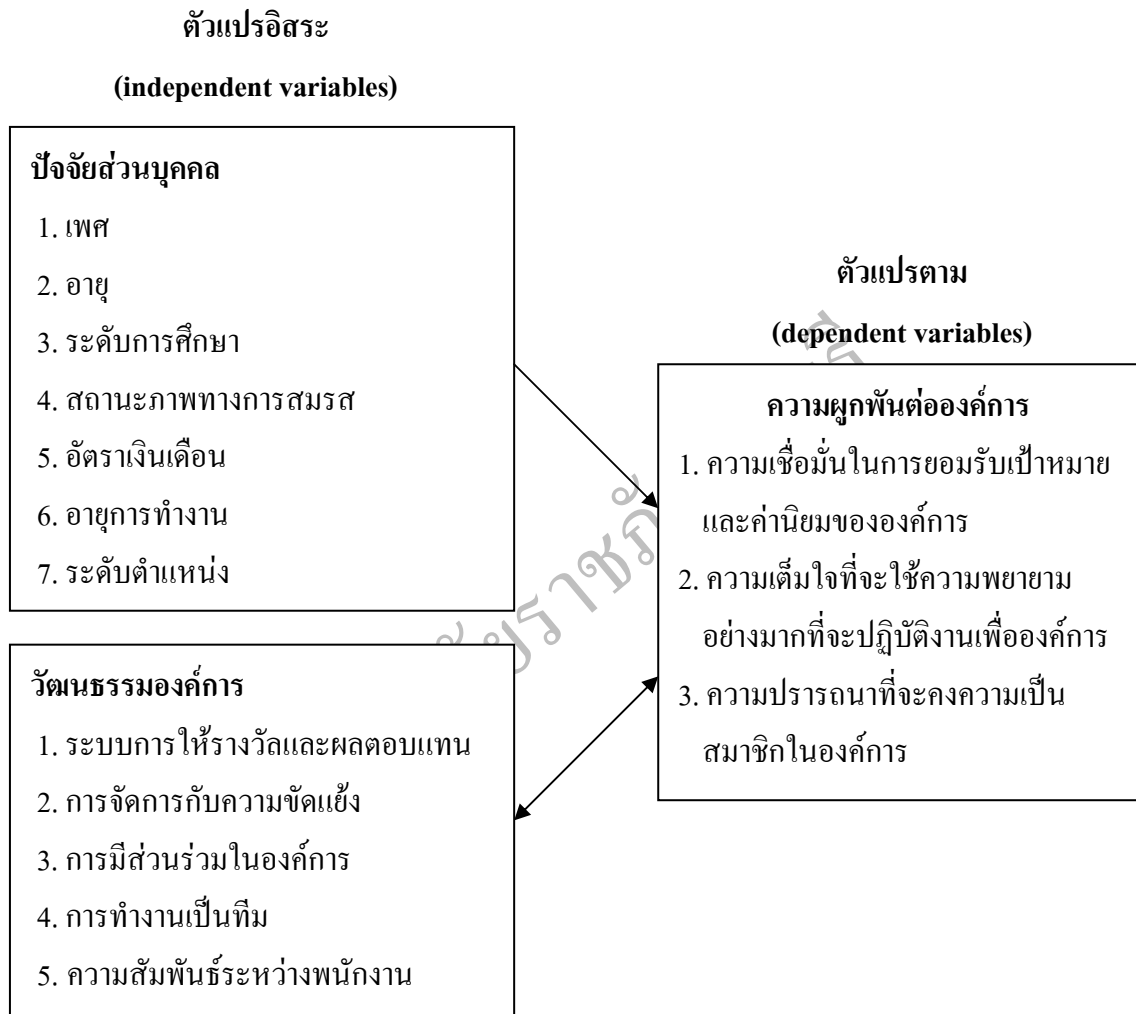 ตัวแปรอิสระ
(independent variables)
ปัจจัยส่วนบุคคล
1. เพศ
2. อายุ
3. ระดับการศึกษา
4. สถานะภาพทางการสมรส
5. อัตราเงินเดือน
6. อายุการทำงาน
7. ระดับตำแหน่ง
วัฒนธรรมองค์การ
1. ระบบการให้รางวัลและผลตอบแทน
2. การจัดการกับความขัดแย้ง
3. การมีส่วนร่วมในองค์การ
4. การทำงานเป็นทีม
5. ความสัมพันธ์ระหว่างพนักงาน
ตัวแปรตาม
(dependent variables)
ความผูกพันต่อองค์การ
1. ความเชื่อมั่นในการยอมรับเป้าหมาย
และค่านิยมขององค์การ
2. ความเต็มใจที่จะใช้ความพยายาม
อย่างมากที่จะปฏิบัติงานเพื่อองค์การ
3. ความปรารถนาที่จะคงความเป็น
สมาชิกในองค์การ